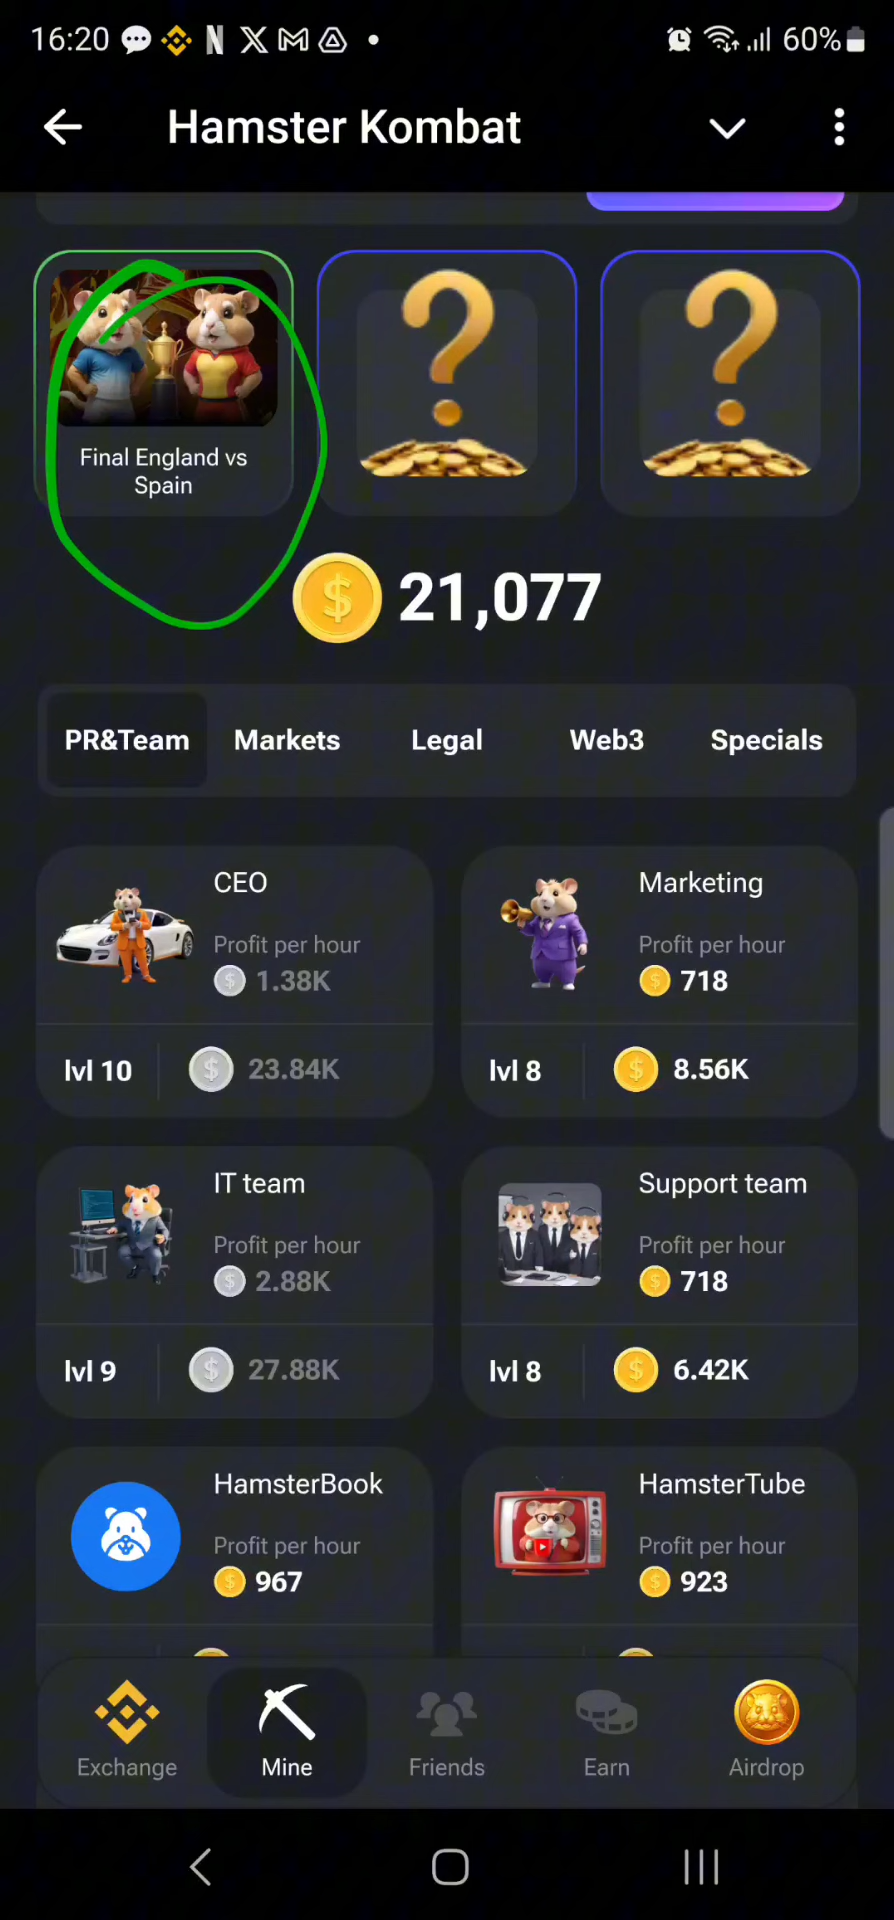 16:20
60%
Hamster Kombat
Final England vs
Spain
21,077
PR&Team
Markets
Legal
Web3
Specials
CEO
Profit per hour
1.38K
lvl 10
23.84K
Marketing
Profit per hour
718
lvl 8
8.56K
IT team
Profit per hour
2.88K
lvl 9
27.88K
Support team
Profit per hour
718
lvl 8
6.42K
HamsterBook
Profit per hour
967
HamsterTube
Profit per hour
923
Exchange
Mine
Friends
Earn
Airdrop